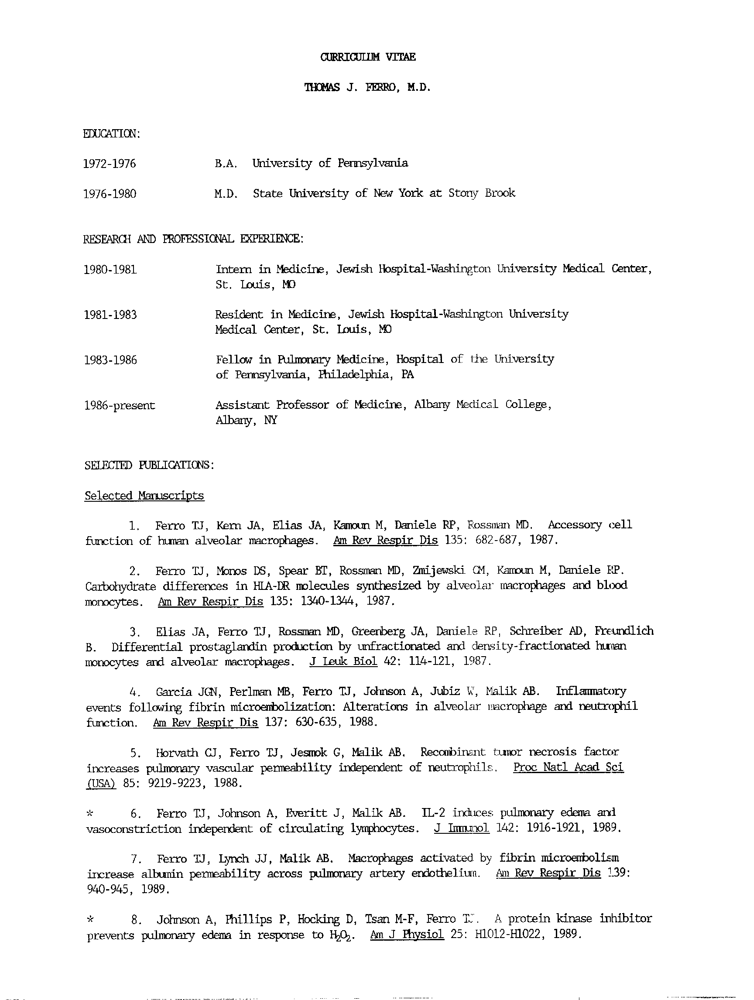 CURRICULUM VITAE
THOMAS J. FERRO, M.D.
EDUCATION:
1972-1976 B.A. University of Pennsylvania
1976-1980 M.D. State University of New York at Stony Brook
RESEARCH AND PROFESSIONAL EXPERIENCE:
1980-1981 Intern in Medicine, Jewish Hospital-Washington University Medical Center,
St. Louis, MO
1981-1983 Resident in Medicine, Jewish Hospital-Washington University
Medical Center, St. Louis, MO
1983-1986 Fellow in Pulmonary Medicine, Hospital of the University
of Pennsylvania, Philadelphia, PA
1986-present Assistant Professor of Medicine, Albany Medical College,
Albany, NY
SELECTED PUBLICATIONS:
Selected Manuscripts
1. Ferro TJ, Kern JA, Elias JA, Kamoun M, Daniele RP, Rossman MD. Accessory cell
function of human alveolar macrophages. Am Rev Respir Dis 135: 682-687, 1987.
2. Ferro TJ, Monos DS, Spear BT, Rossman MD, Zmijewski CM, Kamoun M, Daniele RP.
Carbohydrate differences in HLA-DR molecules synthesized by alveolar macrophages and blood
monocytes. Am Rev Respir Dis 135: 1340-1344, 1987.
3. Elias JA, Ferro TJ, Rossman MD, Greenberg JA, Daniele RP, Schreiber AD, Freundlich
B. Differential prostaglandin production by unfractionated and density-fractionated human
monocytes and alveolar macrophages. J Leuk Biol 42: 114-121, 1987.
4. Garcia JGN, Perlman MB, Ferro TJ, Johnson A, Jubiz W, Malik AB. Inflammatory
events following fibrin microembolization: Alterations in alveolar macrophage and neutrophil
function. Am Rev Respir Dis 137: 630-635, 1988.
5. Horvath CJ, Ferro TJ, Jesmok G, Malik AB. Recombinant tumor necrosis factor
increases pulmonary vascular permeability independent of neutrophils. Proc Natl Acad Sci
(USA) 85: 9219-9223, 1988.
* 6. Ferro TJ, Johnson A, Everitt J, Malik AB. IL-2 induces pulmonary edema and
vasoconstriction independent of circulating lymphocytes. J Immunol 142: 1916-1921, 1989.
7. Ferro TJ, Lynch JJ, Malik AB. Macrophages activated by fibrin microembolism
increase albumin permeability across pulmonary artery endothelium. Am Rev Respir Dis 139:
940-945, 1989.
* 8. Johnson A, Phillips P, Hocking D, Tsan M-F, Ferro TJ. A protein kinase inhibitor
prevents pulmonary edema in response to H₂O₂. Am J Physiol 25: H1012-H1022, 1989.